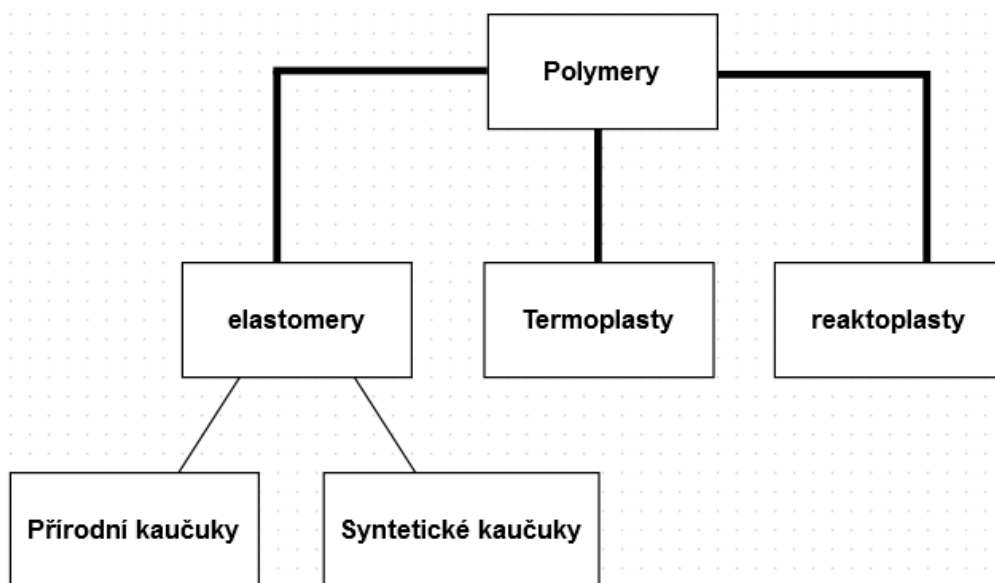 Polymery
elastomery
Termoplasty
reaktoplasty
Přírodní kaučuky
Syntetické kaučuky